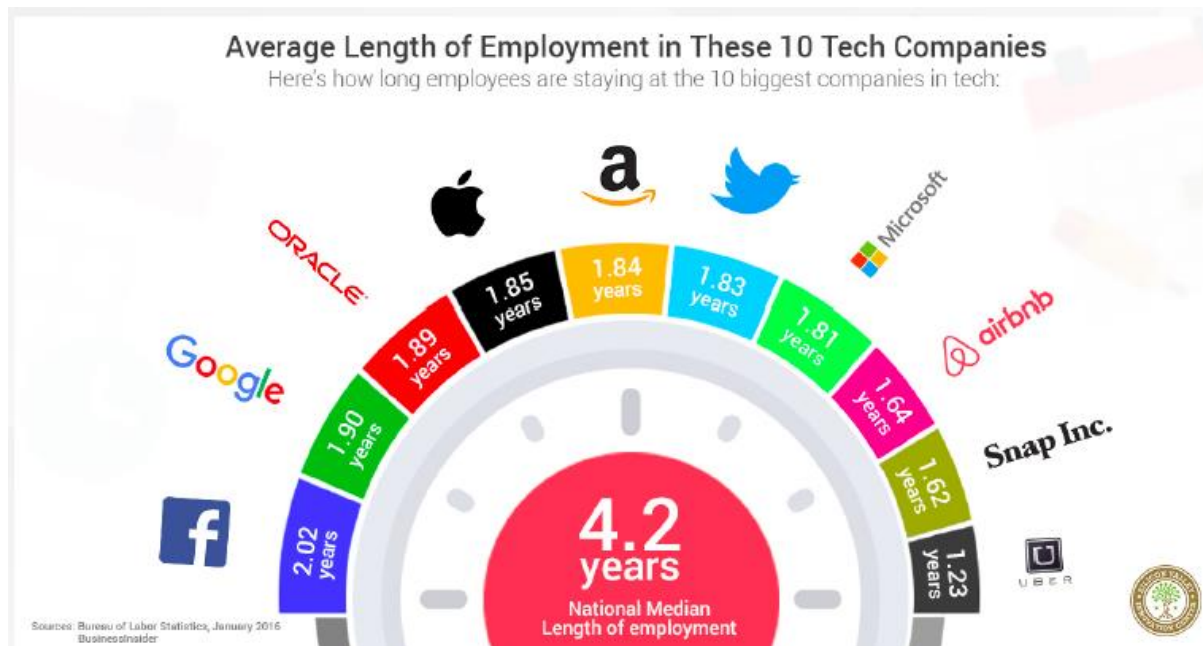 Average Length of Employment in These 10 Tech Companies
Here's how long employees are staying at the 10 biggest companies in tech:
a
Microsoft
ORACLE
airbnb
Google
Snap Inc.
f
U
UBER
2.02
years
1.90
years
1.89
years
1.85
years
1.84
years
1.83
years
1.81
years
1.64
years
1.62
years
1.23
years
4.2
years
National Median
Length of employment
Sources: Bureau of Labor Statistics, January 2016
BusinessInsider